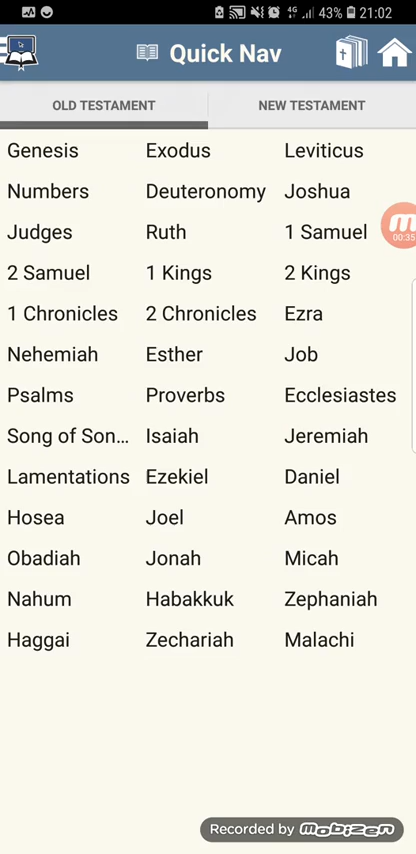 4G 43% 21:02
Quick Nav
OLD TESTAMENT NEW TESTAMENT
Genesis Exodus Leviticus
Numbers Deuteronomy Joshua
00:35
Judges Ruth 1 Samuel
2 Samuel 1 Kings 2 Kings
1 Chronicles 2 Chronicles Ezra
Nehemiah Esther Job
Psalms Proverbs Ecclesiastes
Song of Son... Isaiah Jeremiah
Lamentations Ezekiel Daniel
Hosea Joel Amos
Obadiah Jonah Micah
Nahum Habakkuk Zephaniah
Haggai Zechariah Malachi
Recorded by mobizen